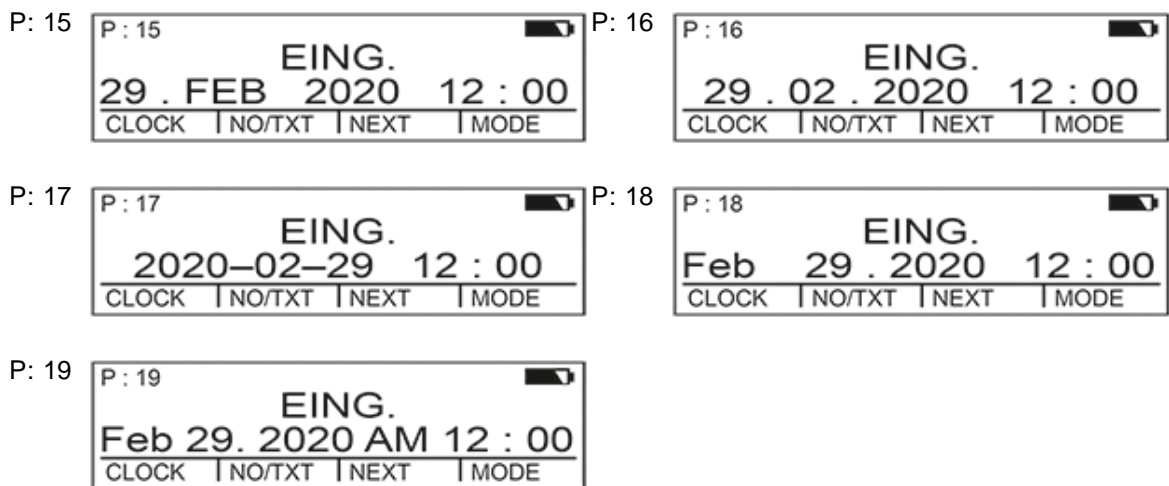 P: 15
P : 15
EING.
29 . FEB 2020 12 : 00
CLOCK NO/TXT NEXT MODE
P: 16
P : 16
EING.
29 . 02 . 2020 12 : 00
CLOCK NO/TXT NEXT MODE
P: 17
P : 17
EING.
2020–02–29 12 : 00
CLOCK NO/TXT NEXT MODE
P: 18
P : 18
EING.
Feb 29 . 2020 12 : 00
CLOCK NO/TXT NEXT MODE
P: 19
P : 19
EING.
Feb 29. 2020 AM 12 : 00
CLOCK NO/TXT NEXT MODE